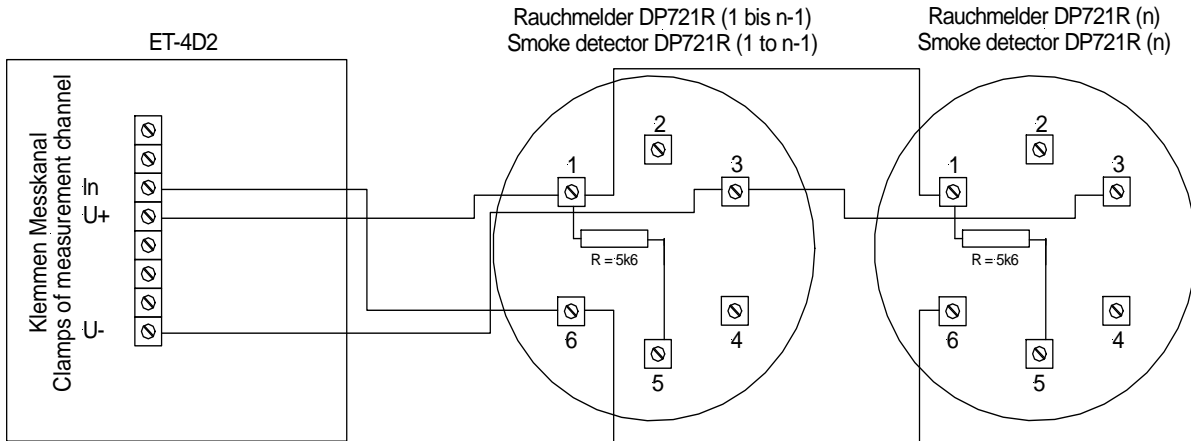 ET-4D2
Rauchmelder DP721R (1 bis n-1)
Smoke detector DP721R (1 to n-1)
Rauchmelder DP721R (n)
Smoke detector DP721R (n)
Klemmen Messkanal
Clamps of measurement channel
In
U+
U-
1
2
3
R = 5k6
6
5
4
1
2
3
R = 5k6
6
5
4